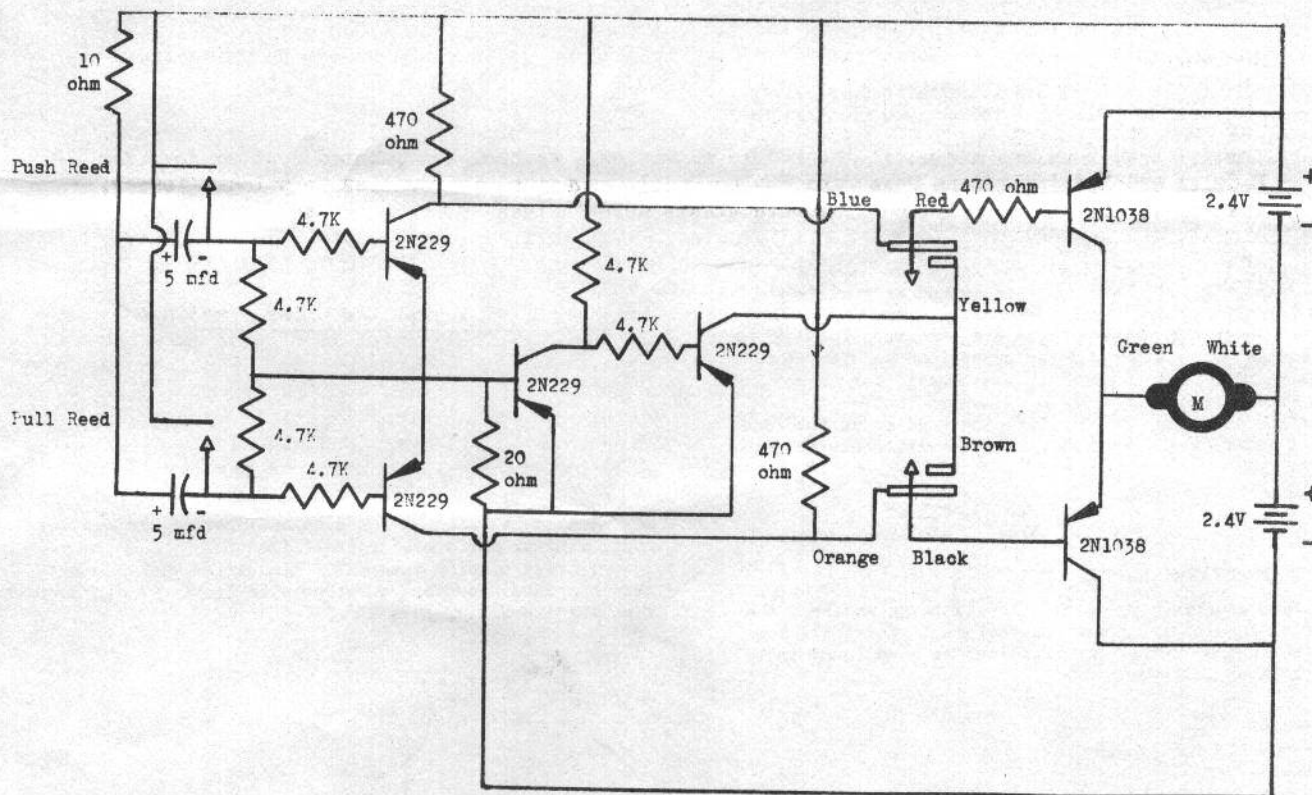 10
ohm
470
ohm
Push Reed
4.7K
2N229
+ 5 mfd -
4.7K
4.7K
4.7K
2N229
2N229
Blue
Red
470 ohm
2N1038
2.4V
+
-
Yellow
Green
White
M
Pull Reed
4.7K
4.7K
2N229
+ 5 mfd -
20
ohm
470
ohm
Brown
Orange
Black
2N1038
2.4V
+
-